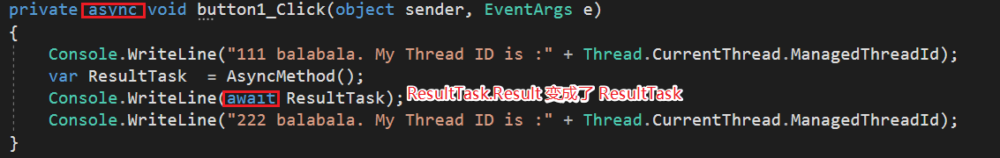 private async void button1_Click(object sender, EventArgs e)
{
    Console.WriteLine("111 balabala. My Thread ID is :" + Thread.CurrentThread.ManagedThreadId);
    var ResultTask  = AsyncMethod();
    Console.WriteLine(await ResultTask); ResultTask.Result 变成了 ResultTask
    Console.WriteLine("222 balabala. My Thread ID is :" + Thread.CurrentThread.ManagedThreadId);
}